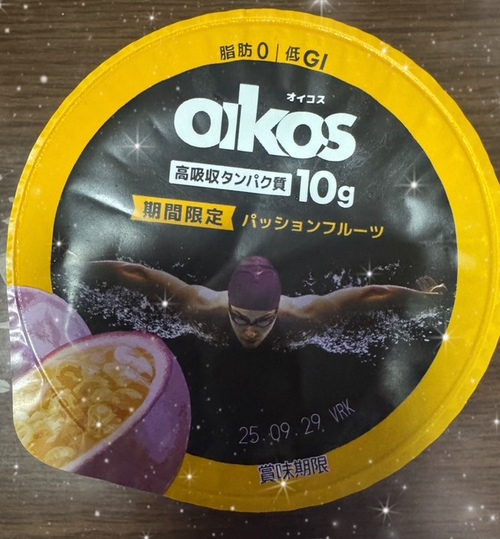 脂肪0 | 低GI
オイコス
oikos
高吸収タンパク質 10g
期間限定 パッションフルーツ
25.09.29 VRK
賞味期限